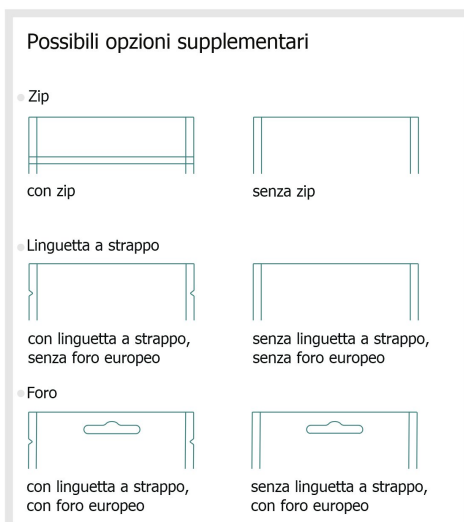 Possibili opzioni supplementari
Zip
con zip
senza zip
Linguetta a strappo
con linguetta a strappo,
senza foro europeo
senza linguetta a strappo,
senza foro europeo
Foro
con linguetta a strappo,
con foro europeo
senza linguetta a strappo,
con foro europeo